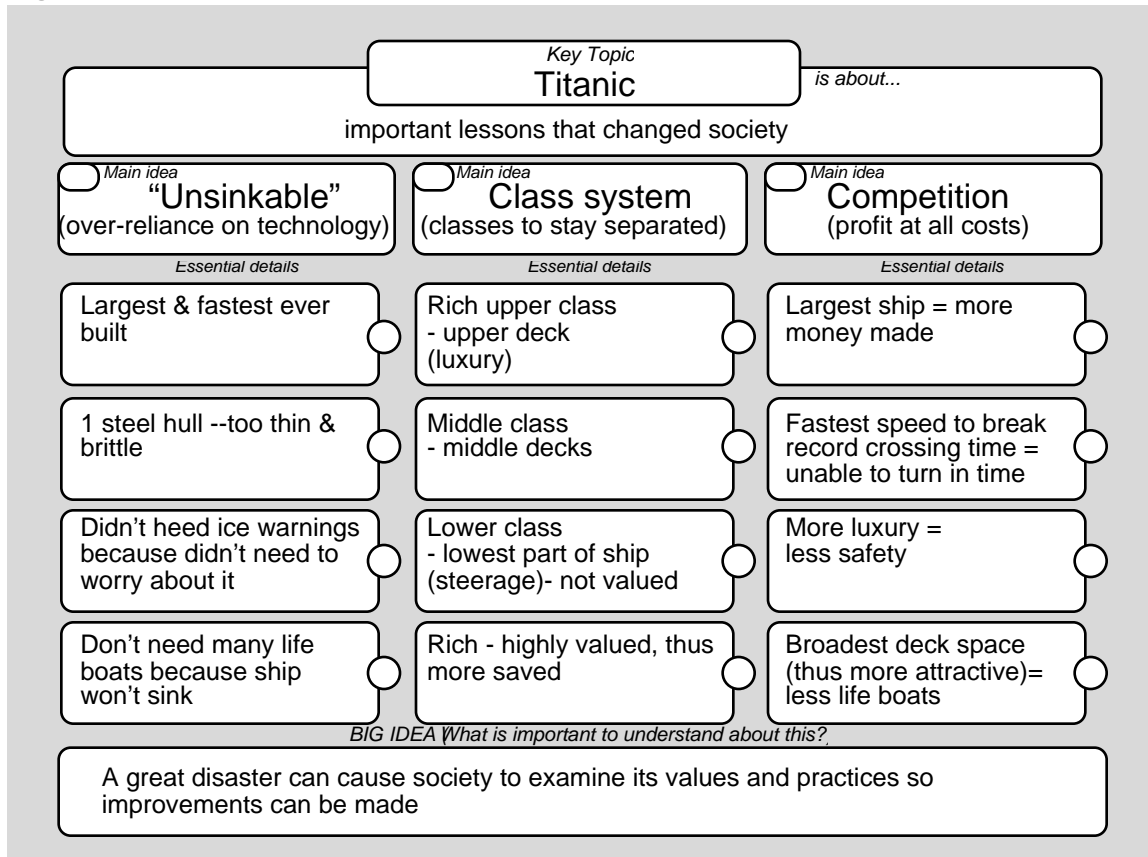 Key Topic
Titanic
is about...
important lessons that changed society
Main idea
“Unsinkable”
(over-reliance on technology)
Essential details
Largest & fastest ever
built
1 steel hull --too thin &
brittle
Didn’t heed ice warnings
because didn’t need to
worry about it
Don’t need many life
boats because ship
won’t sink
Main idea
Class system
(classes to stay separated)
Essential details
Rich upper class
- upper deck
(luxury)
Middle class
- middle decks
Lower class
- lowest part of ship
(steerage)- not valued
Rich - highly valued, thus
more saved
Main idea
Competition
(profit at all costs)
Essential details
Largest ship = more
money made
Fastest speed to break
record crossing time =
unable to turn in time
More luxury =
less safety
Broadest deck space
(thus more attractive)=
less life boats
BIG IDEA (What is important to understand about this?)
A great disaster can cause society to examine its values and practices so
improvements can be made